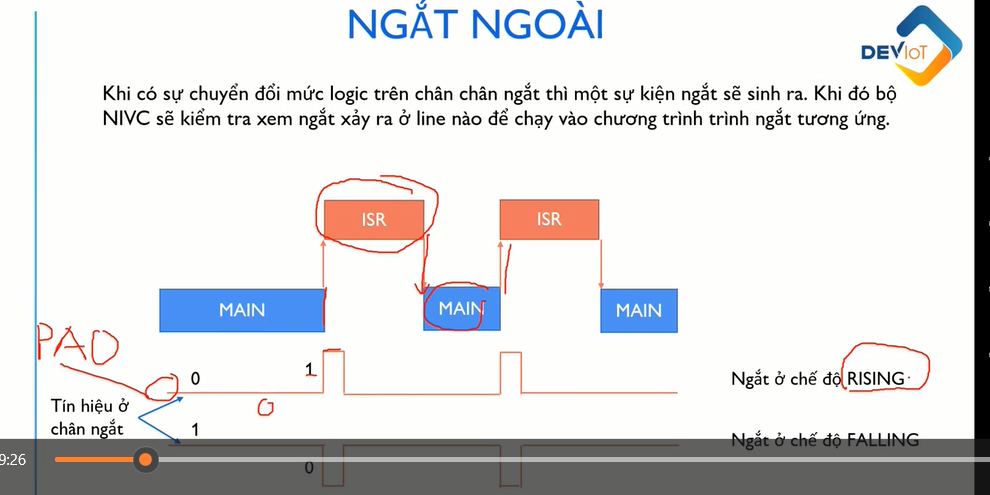 NGẮT NGOÀI
DEVIoT
Khi có sự chuyển đổi mức logic trên chân chân ngắt thì một sự kiện ngắt sẽ sinh ra. Khi đó bộ
NIVC sẽ kiểm tra xem ngắt xảy ra ở line nào để chạy vào chương trình trình ngắt tương ứng.
ISR
ISR
MAIN
MAIN
MAIN
PAD
0
1
0
Ngắt ở chế độ RISING
Tín hiệu ở
chân ngắt
1
0
Ngắt ở chế độ FALLING
9:26